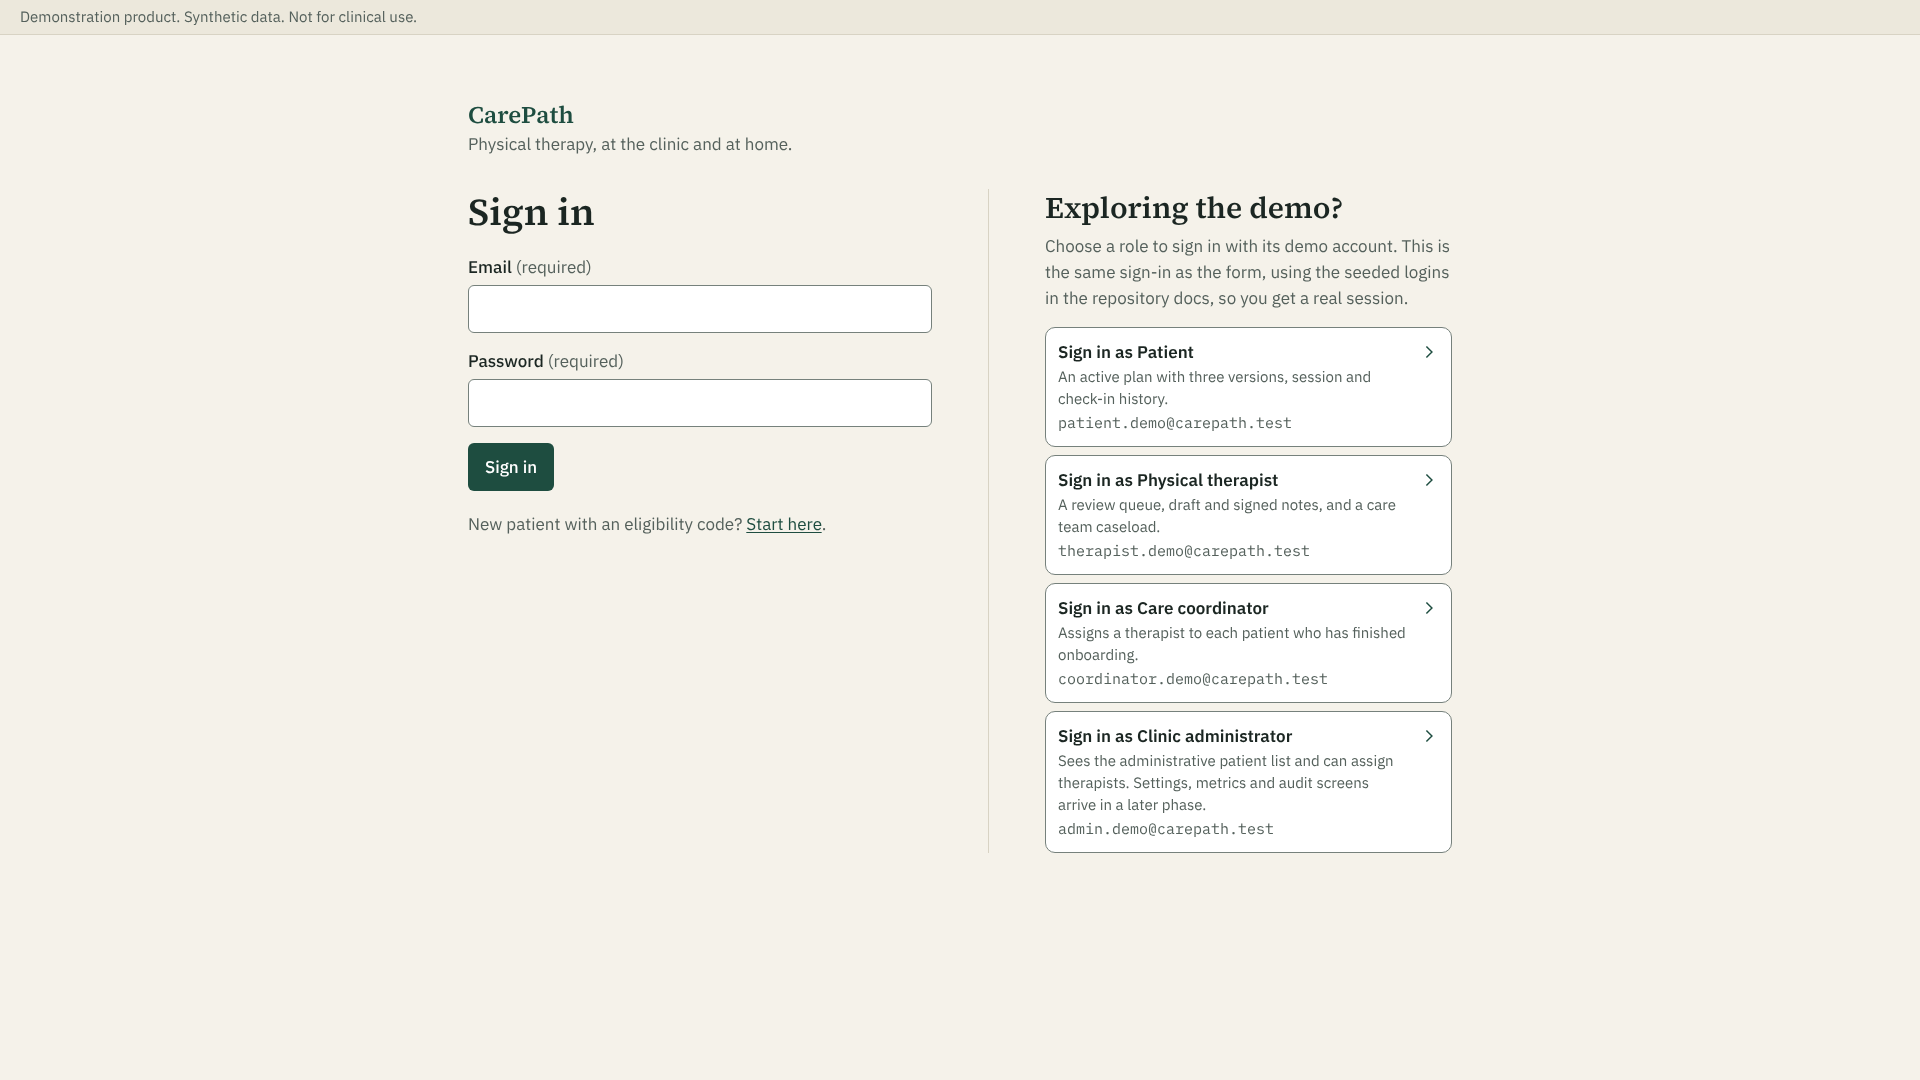 Demonstration product. Synthetic data. Not for clinical use.
CarePath
Physical therapy, at the clinic and at home.
Sign in
Email (required)
Password (required)
Sign in
New patient with an eligibility code? Start here.
Exploring the demo?
Choose a role to sign in with its demo account. This is
the same sign-in as the form, using the seeded logins
in the repository docs, so you get a real session.
Sign in as Patient
An active plan with three versions, session and
check-in history.
patient.demo@carepath.test
Sign in as Physical therapist
A review queue, draft and signed notes, and a care
team caseload.
therapist.demo@carepath.test
Sign in as Care coordinator
Assigns a therapist to each patient who has finished
onboarding.
coordinator.demo@carepath.test
Sign in as Clinic administrator
Sees the administrative patient list and can assign
therapists. Settings, metrics and audit screens
arrive in a later phase.
admin.demo@carepath.test